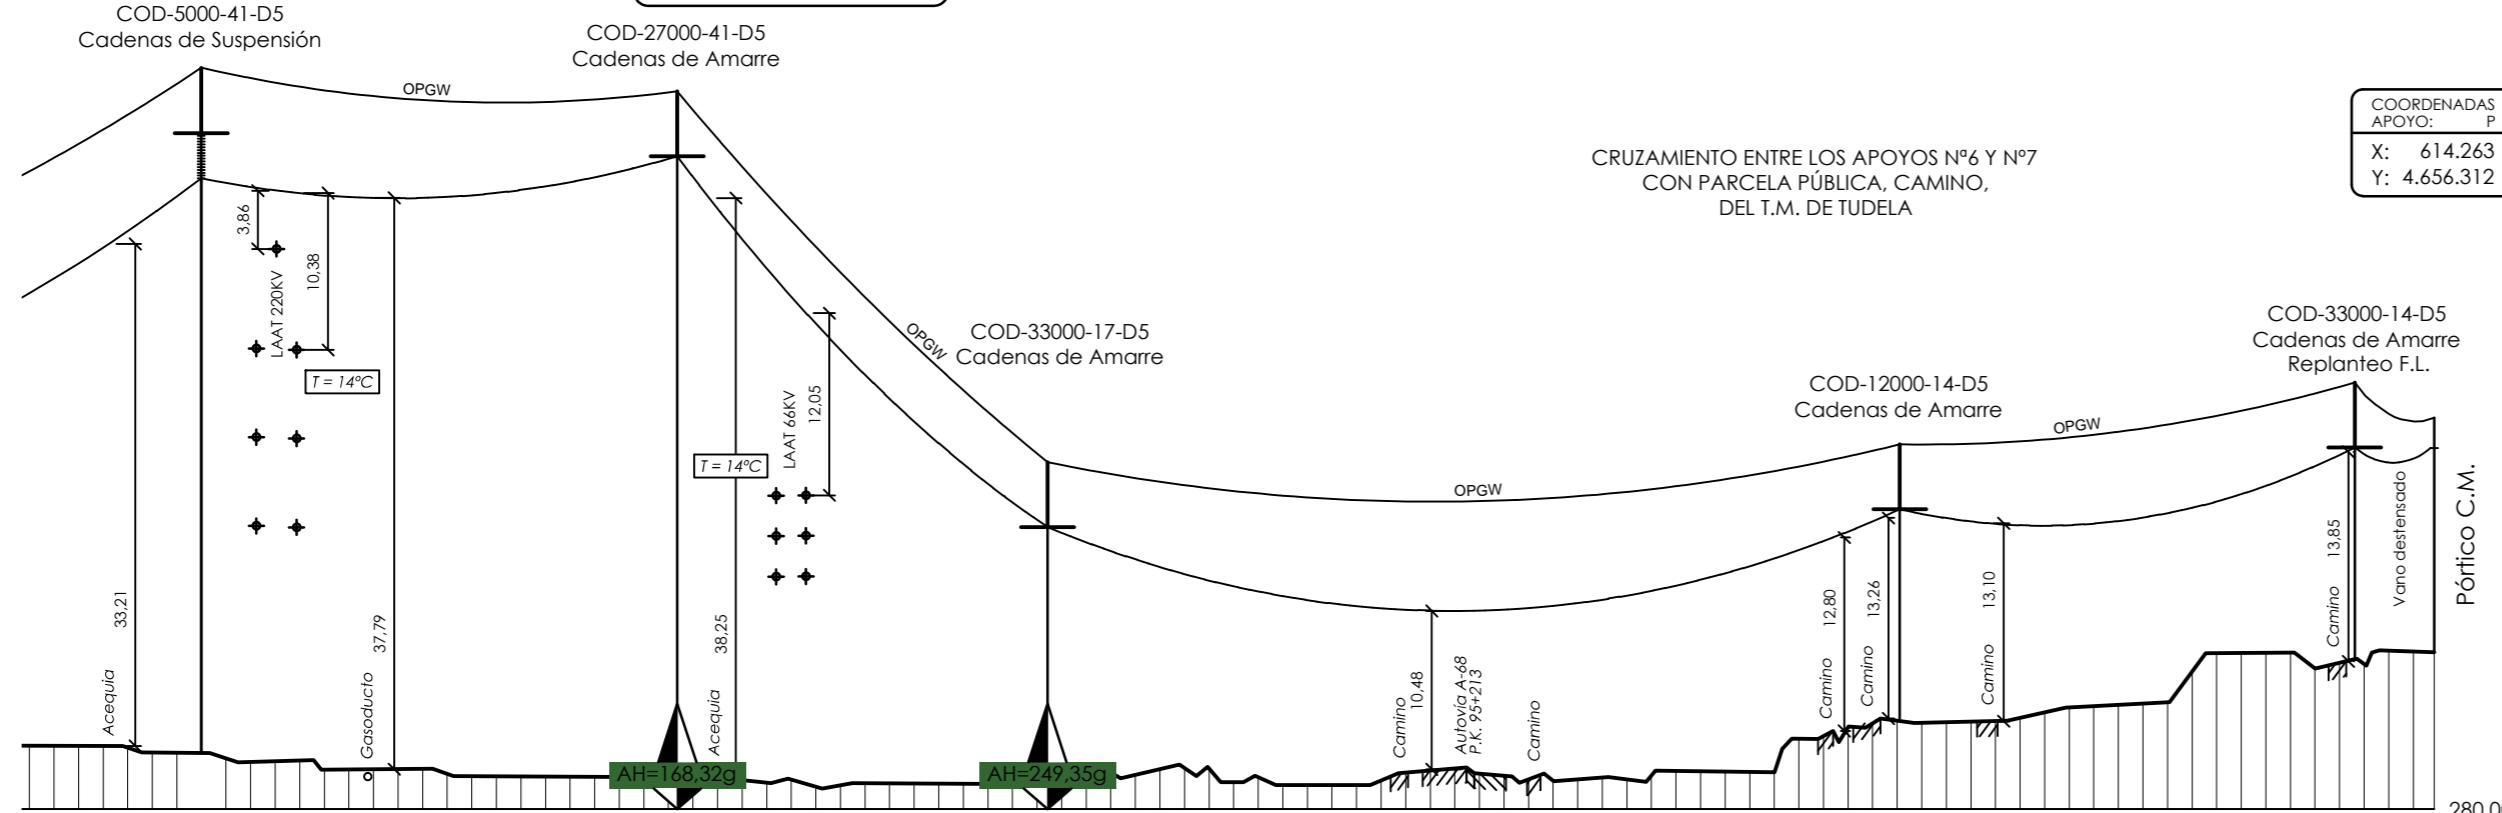 COD-5000-41-D5
Cadenas de Suspensión
COD-27000-41-D5
Cadenas de Amarre
OPGW
COORDENADAS
APOYO: P
X: 614.263
Y: 4.656.312
CRUZAMIENTO ENTRE LOS APOYOS Nª6 Y Nº7
CON PARCELA PÚBLICA, CAMINO,
DEL T.M. DE TUDELA
3,86
10,38
LAAT 220KV
T = 14ºC
33,21
Acequia
37,79
Gasoducto
38,25
Acequia
T = 14ºC
LAAT 66KV
12,05
OPGW
COD-33000-17-D5
Cadenas de Amarre
COD-33000-14-D5
Cadenas de Amarre
Replanteo F.L.
COD-12000-14-D5
Cadenas de Amarre
OPGW
OPGW
Camino
10,48
Autovía A-68
P.K. 95+213
Camino
Camino
12,80
Camino
13,26
Camino
13,10
Camino
13,85
Vano destensado
Pórtico C.M.
AH=168,32g
AH=249,35g